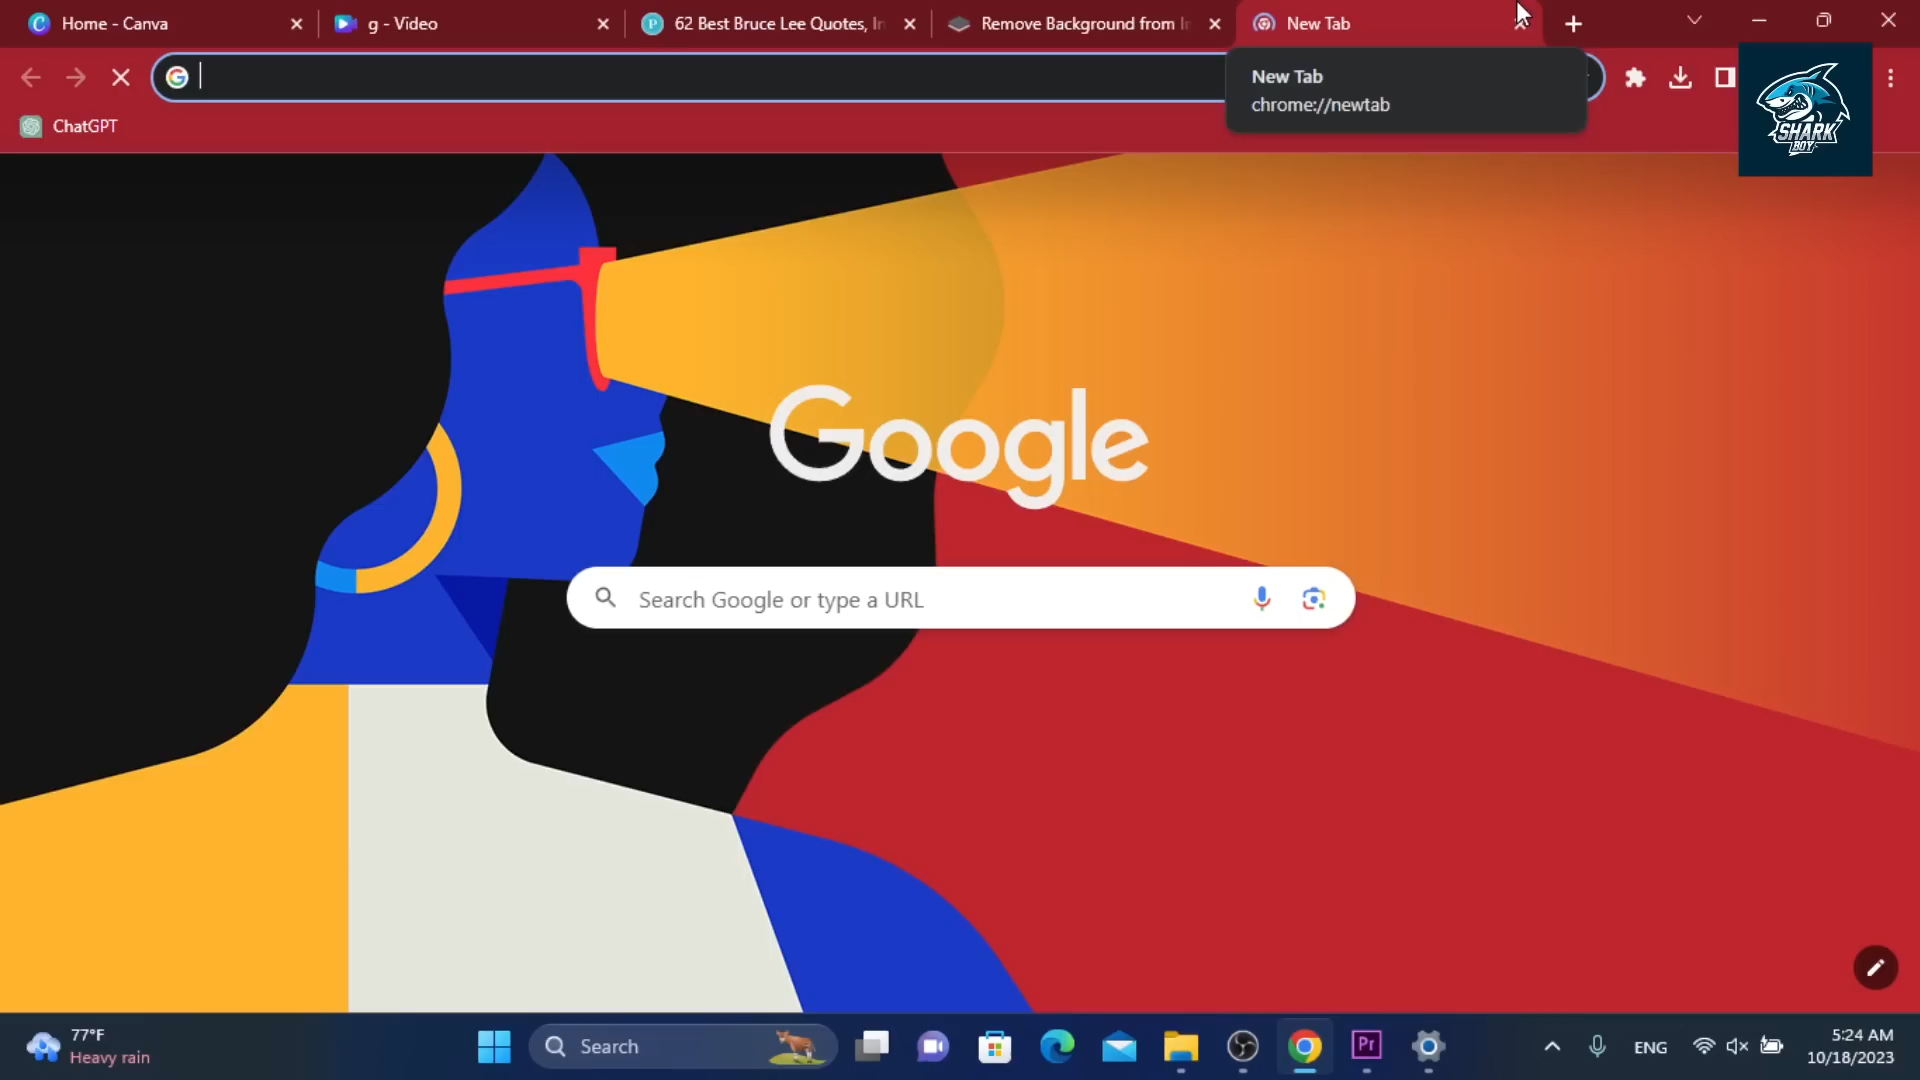 Home - Canva
g - Video
62 Best Bruce Lee Quotes, In
Remove Background from I
New Tab
New Tab
chrome://newtab
SHARK
BOY
ChatGPT
Google
Search Google or type a URL
77°F
Heavy rain
Search
Pr
ENG
5:24 AM
10/18/2023